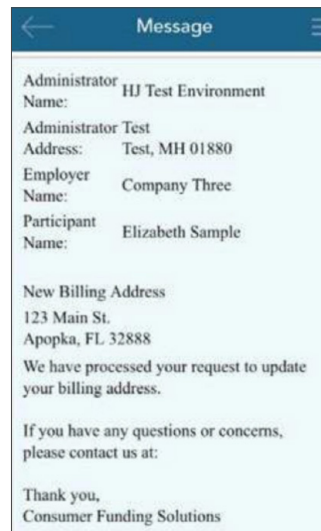 Message
Administrator
Name: HJ Test Environment
Administrator Test
Address: Test, MH 01880
Employer
Name: Company Three
Participant
Name: Elizabeth Sample
New Billing Address
123 Main St.
Apopka, FL 32888
We have processed your request to update
your billing address.
If you have any questions or concerns,
please contact us at:
Thank you,
Consumer Funding Solutions